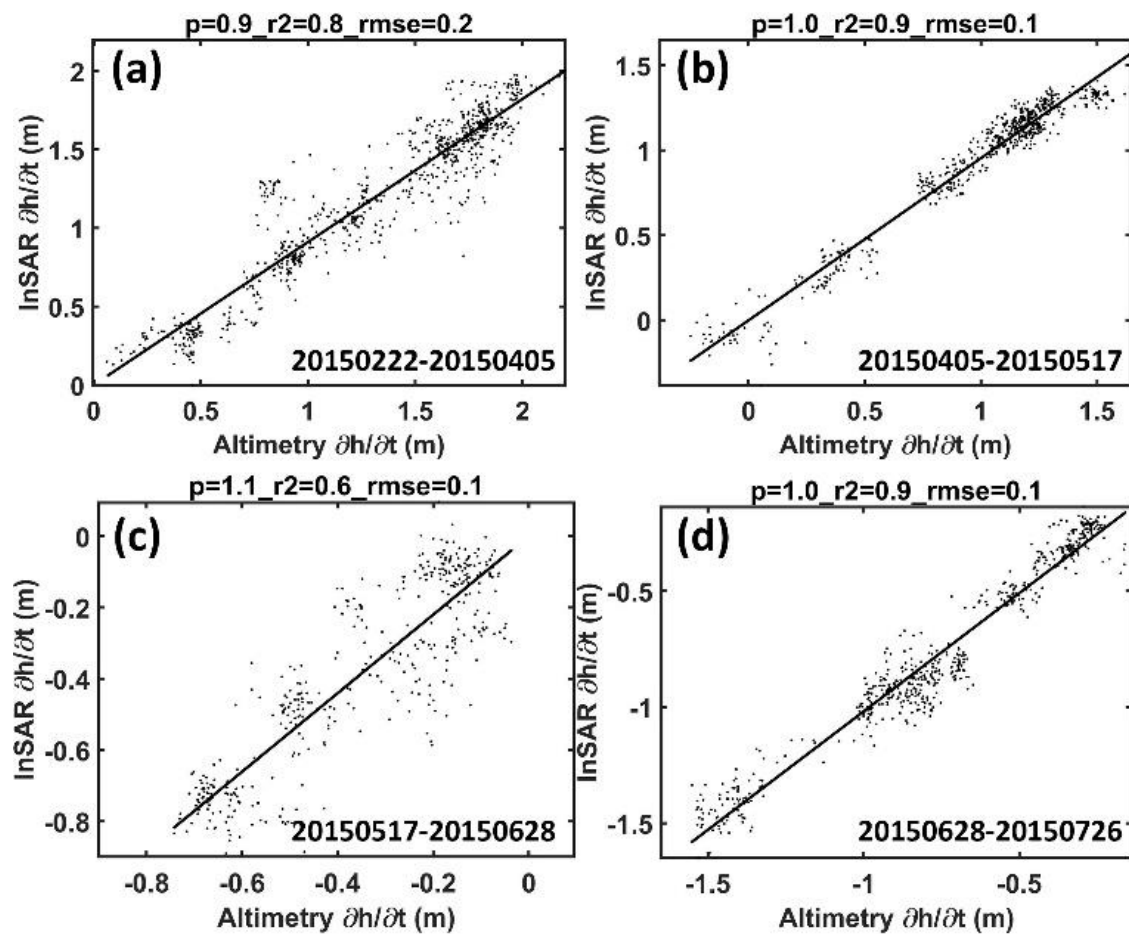 p=0.9_r2=0.8_rmse=0.2
(a)
InSAR ∂h/∂t (m)
2
1.5
1
0.5
0
20150222-20150405
0 0.5 1 1.5 2
Altimetry ∂h/∂t (m)
p=1.0_r2=0.9_rmse=0.1
(b)
InSAR ∂h/∂t (m)
1.5
1
0.5
0
20150405-20150517
0 0.5 1 1.5
Altimetry ∂h/∂t (m)
p=1.1_r2=0.6_rmse=0.1
(c)
InSAR ∂h/∂t (m)
0
-0.2
-0.4
-0.6
-0.8
20150517-20150628
-0.8 -0.6 -0.4 -0.2 0
Altimetry ∂h/∂t (m)
p=1.0_r2=0.9_rmse=0.1
(d)
InSAR ∂h/∂t (m)
-0.5
-1
-1.5
20150628-20150726
-1.5 -1 -0.5
Altimetry ∂h/∂t (m)